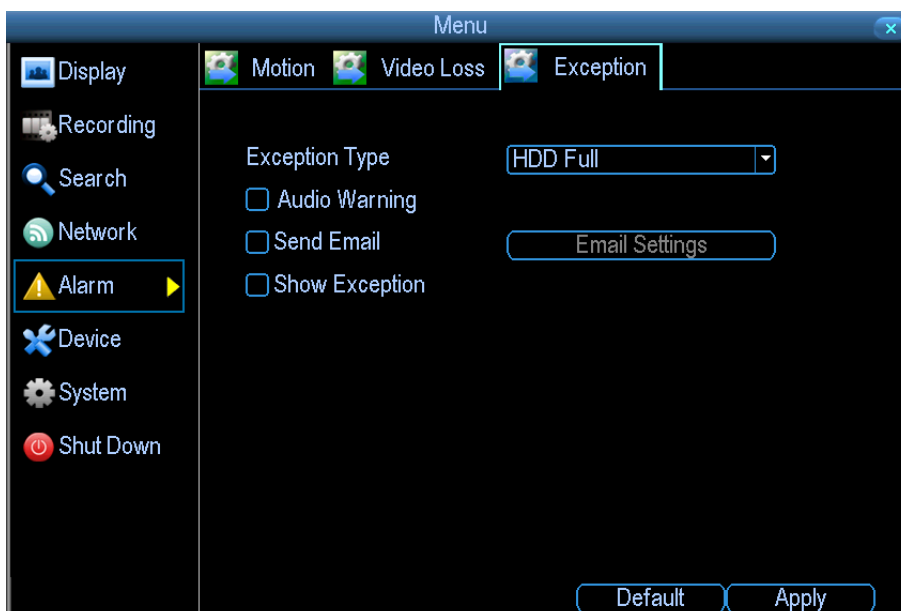 Menu
Display
Recording
Search
Network
Alarm
Device
System
Shut Down
Motion Video Loss Exception
Exception Type HDD Full
Audio Warning
Send Email Email Settings
Show Exception
Default Apply